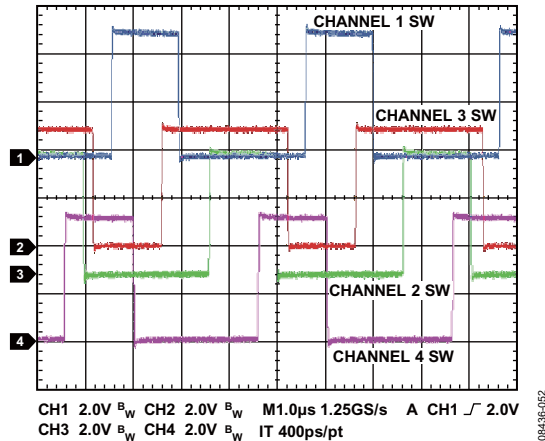 CHANNEL 1 SW
CHANNEL 3 SW
1
2
3
CHANNEL 2 SW
4
CHANNEL 4 SW
CH1 2.0V BW CH2 2.0V BW M1.0µs 1.25GS/s A CH1 2.0V
CH3 2.0V BW CH4 2.0V BW IT 400ps/pt
08436-052